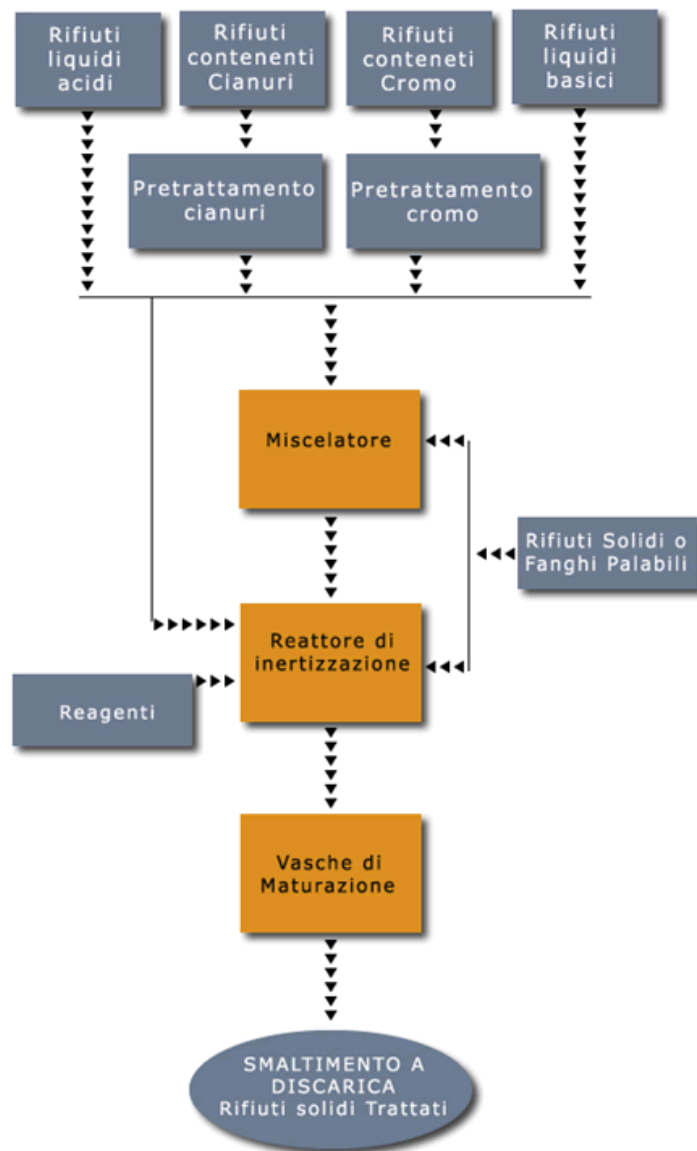 Rifiuti
liquidi
acidi
Rifiuti
contenenti
Cianuri
Rifiuti
conteneti
Cromo
Rifiuti
liquidi
basici
Pretrattamento
cianuri
Pretrattamento
cromo
Miscelatore
Rifiuti Solidi o
Fanghi Palabili
Reattore di
inertizzazione
Reagenti
Vasche di
Maturazione
SMALTIMENTO A
DISCARICA
Rifiuti solidi Trattati